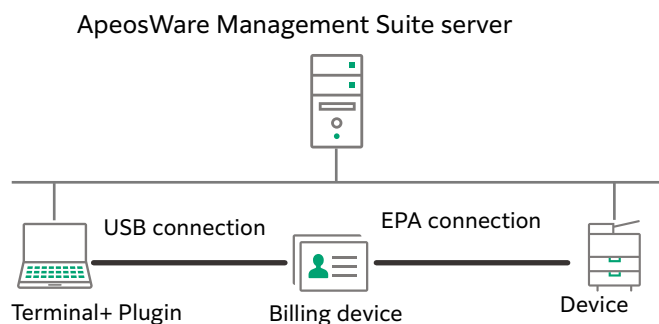 ApeosWare Management Suite server
USB connection
EPA connection
Terminal+ Plugin
Billing device
Device